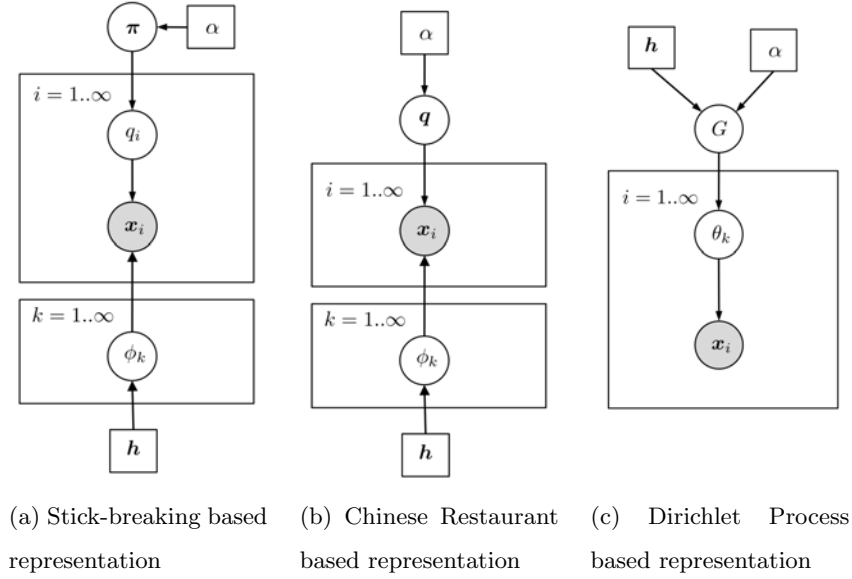 π
α
i = 1..∞
q_i
x_i
k = 1..∞
ϕ_k
h
(a) Stick-breaking based
representation
α
q
i = 1..∞
x_i
k = 1..∞
ϕ_k
h
(b) Chinese Restaurant
based representation
h
α
G
i = 1..∞
θ_k
x_i
(c) Dirichlet Process
based representation